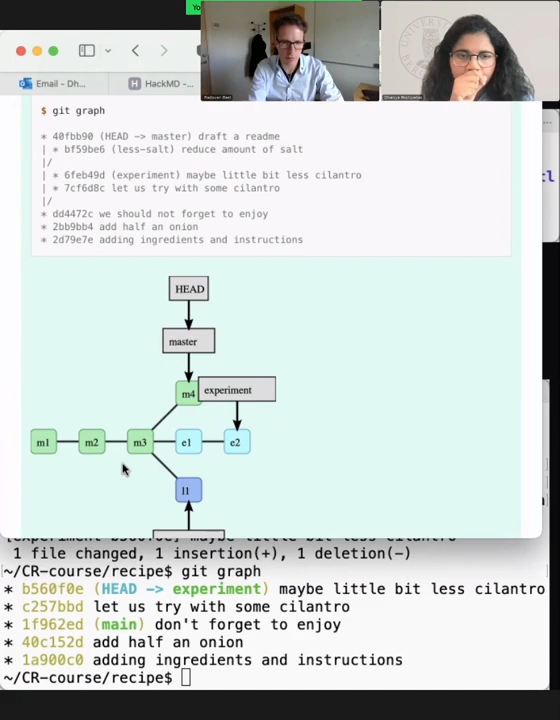 Yo
Email – Dh...
HackMD –...
$ git graph
* 40fbb90 (HEAD -> master) draft a readme
| * bf59be6 (less-salt) reduce amount of salt
|/
| * 6feb49d (experiment) maybe little bit less cilantro
| * 7cf6d8c let us try with some cilantro
|/
* dd4472c we should not forget to enjoy
* 2bb9bb4 add half an onion
* 2d79e7e adding ingredients and instructions
HEAD
master
m4 experiment
m1 m2 m3 e1 e2
l1
1 file changed, 1 insertion(+), 1 deletion(-)
~/CR-course/recipe$ git graph
* b560f0e (HEAD -> experiment) maybe little bit less cilantro
* c257bbd let us try with some cilantro
* 1f962ed (main) don't forget to enjoy
* 40c152d add half an onion
* 1a900c0 adding ingredients and instructions
~/CR-course/recipe$